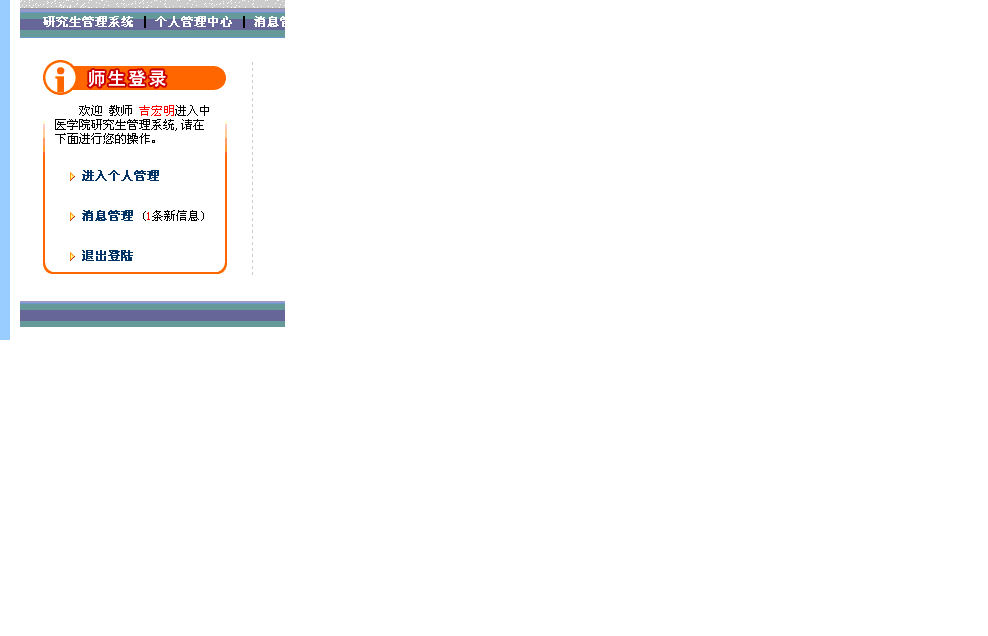 研究生管理系统 | 个人管理中心 | 消息管
师生登录
欢迎 教师 吉宏明进入中
医学院研究生管理系统, 请在
下面进行您的操作。
进入个人管理
消息管理 (1条新信息)
退出登陆